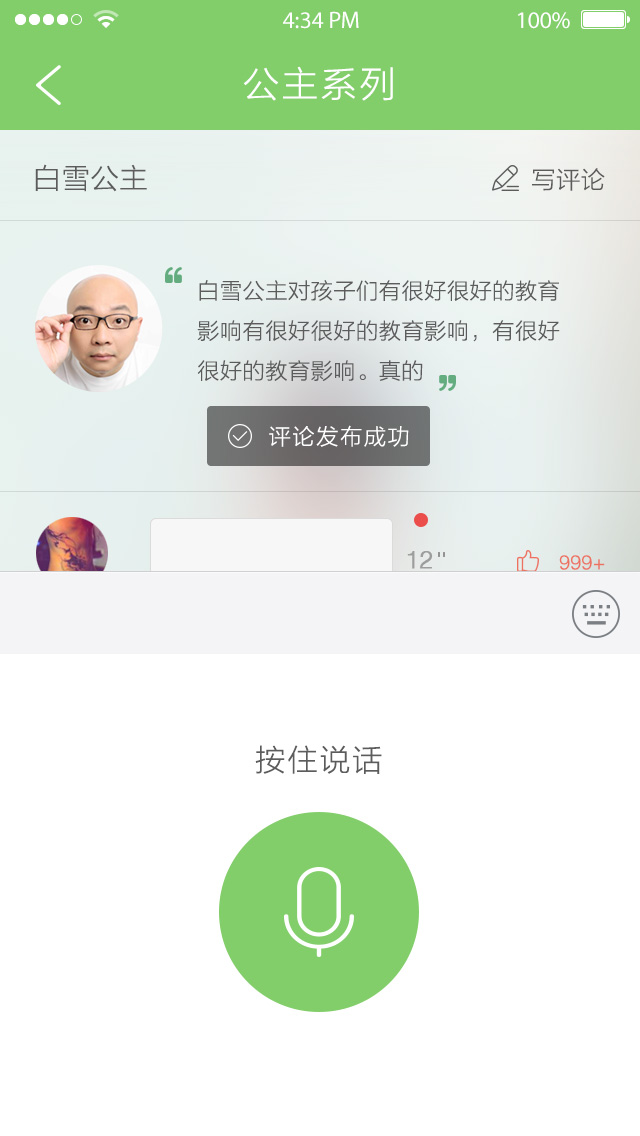 4:34 PM
100%
公主系列
白雪公主
写评论
白雪公主对孩子们有很好很好的教育
影响有很好很好的教育影响，有很好
很好的教育影响。真的
评论发布成功
12"
999+
按住说话